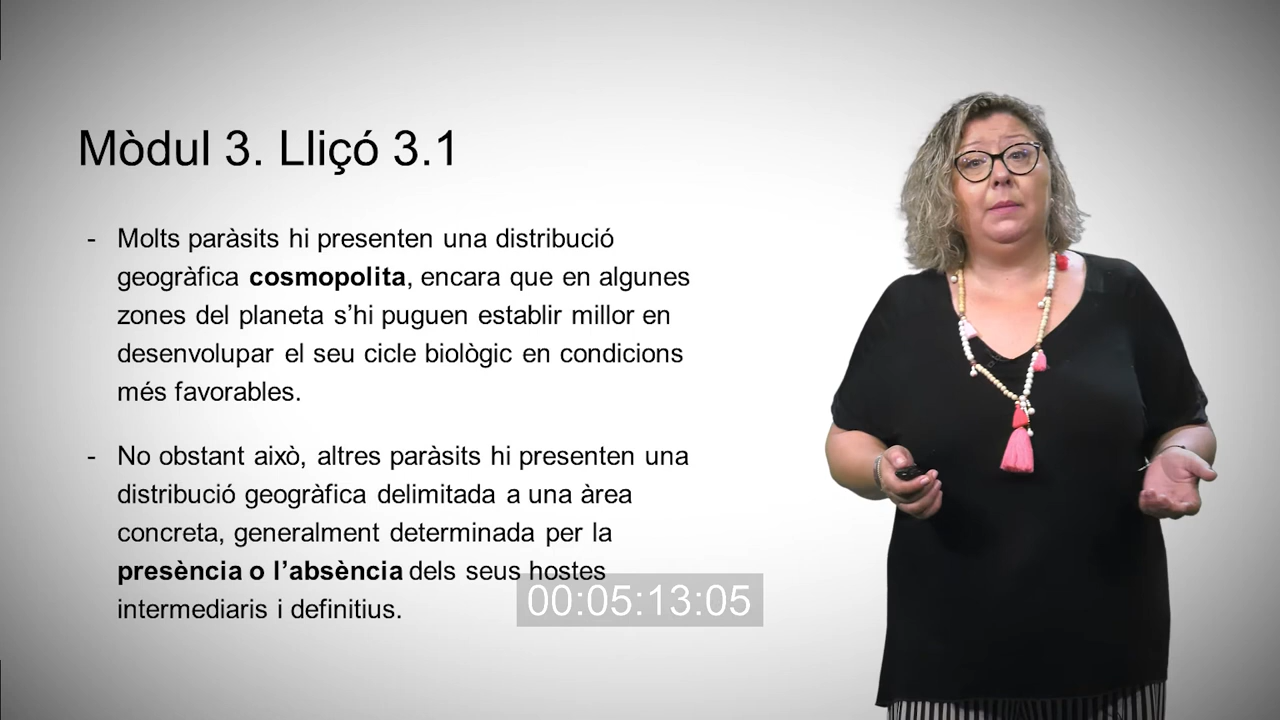 Mòdul 3. Lliçó 3.1
- Molts paràsits hi presenten una distribució
geogràfica cosmopolita, encara que en algunes
zones del planeta s’hi puguen establir millor en
desenvolupar el seu cicle biològic en condicions
més favorables.
- No obstant això, altres paràsits hi presenten una
distribució geogràfica delimitada a una àrea
concreta, generalment determinada per la
presència o l’absència dels seus hostes
intermediaris i definitius.
00:05:13:05